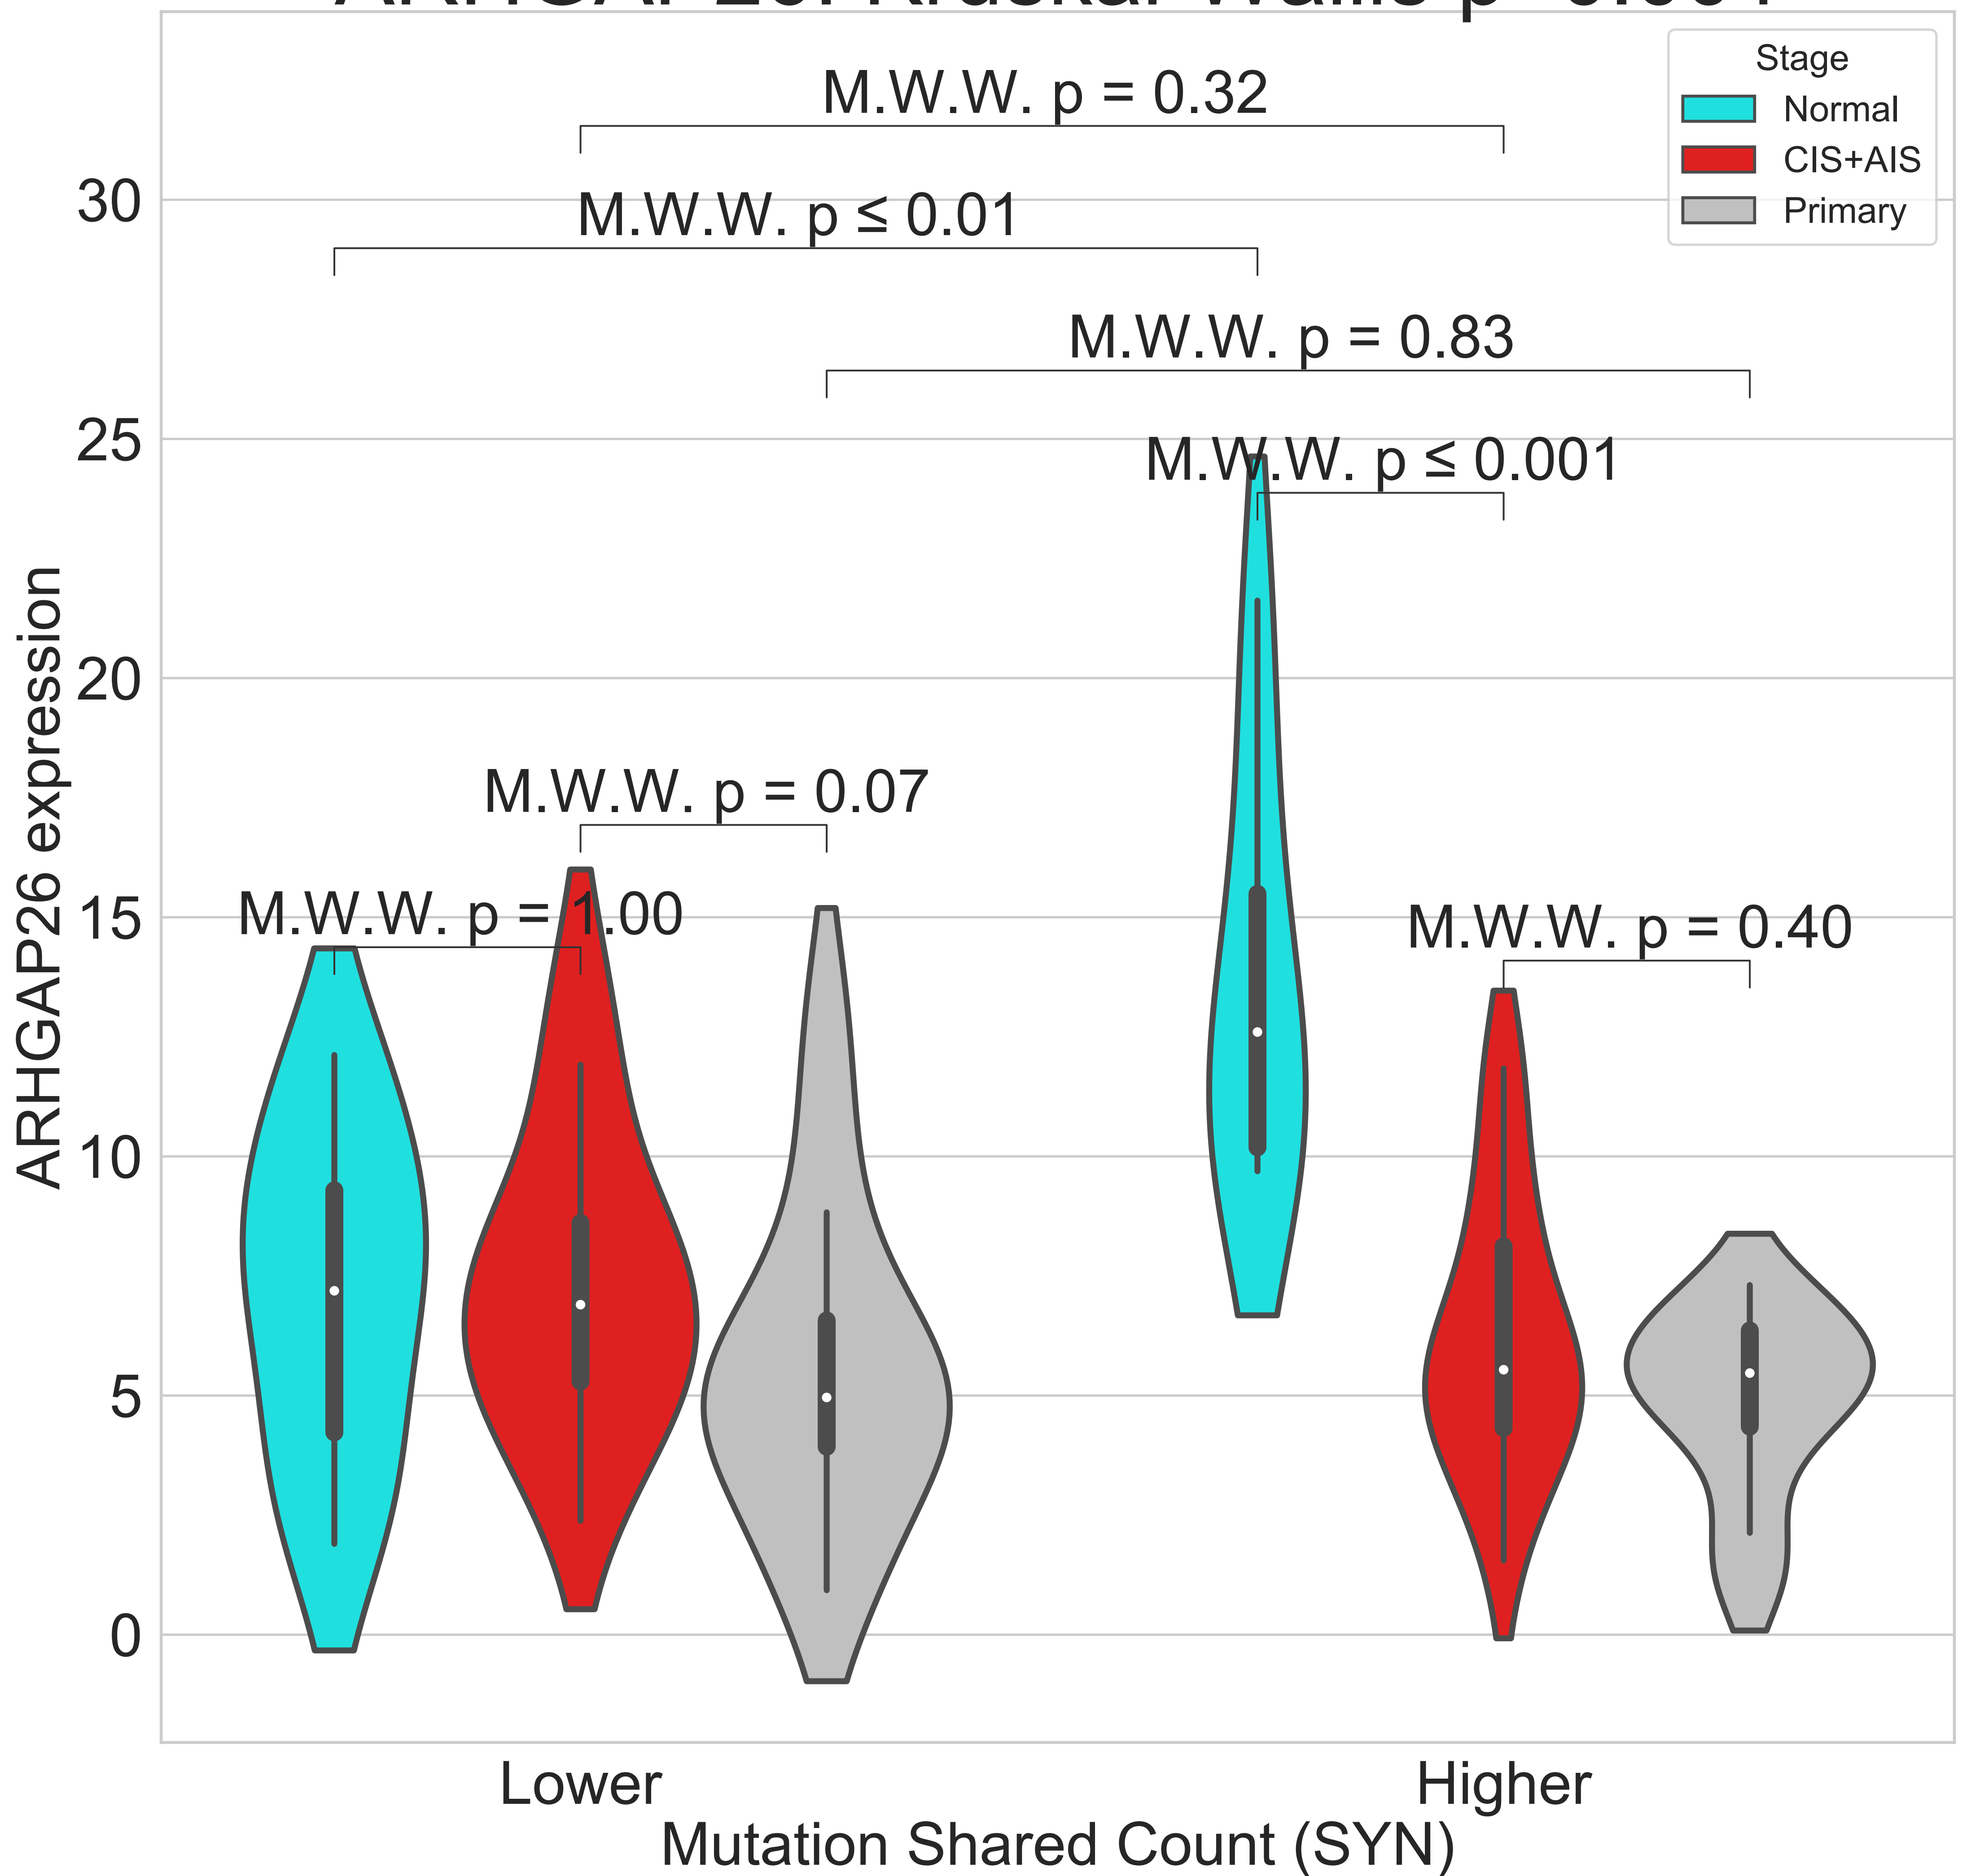 Stage
Normal
CIS+AIS
Primary
M.W.W. p = 0.32
M.W.W. p ≤ 0.01
M.W.W. p = 0.83
M.W.W. p ≤ 0.001
M.W.W. p = 0.07
M.W.W. p = 1.00
M.W.W. p = 0.40
30
25
20
15
10
5
0
ARHGAP26 expression
Lower
Higher
Mutation Shared Count (SYN)